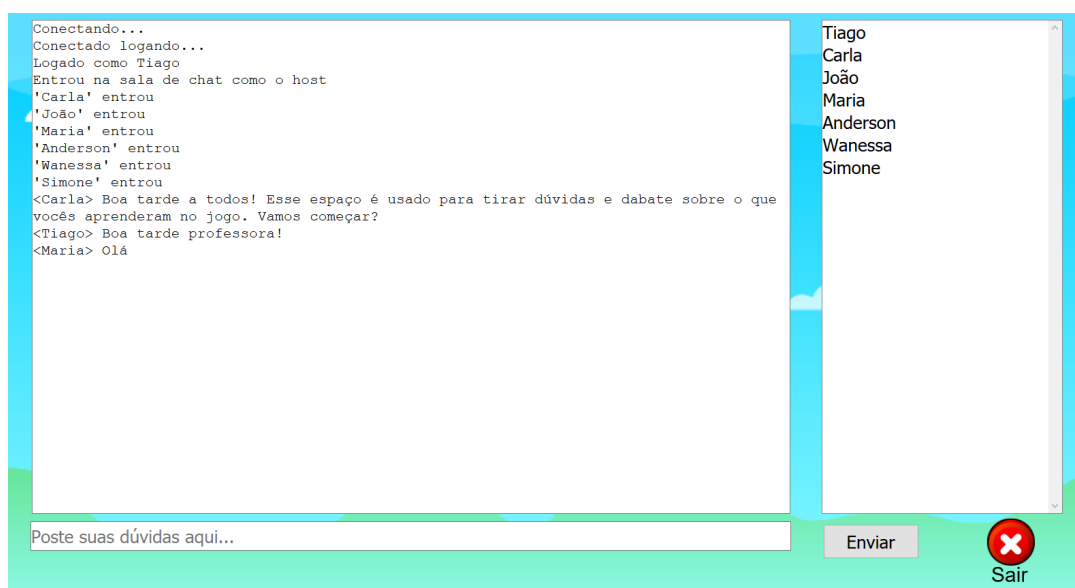 Conectando...
Conectado logando...
Logado como Tiago
Entrou na sala de chat como o host
'Carla' entrou
'João' entrou
'Maria' entrou
'Anderson' entrou
'Wanessa' entrou
'Simone' entrou
<Carla> Boa tarde a todos! Esse espaço é usado para tirar dúvidas e dabate sobre o que
vocês aprenderam no jogo. Vamos começar?
<Tiago> Boa tarde professora!
<Maria> Olá
Tiago
Carla
João
Maria
Anderson
Wanessa
Simone
Poste suas dúvidas aqui...
Enviar
Sair